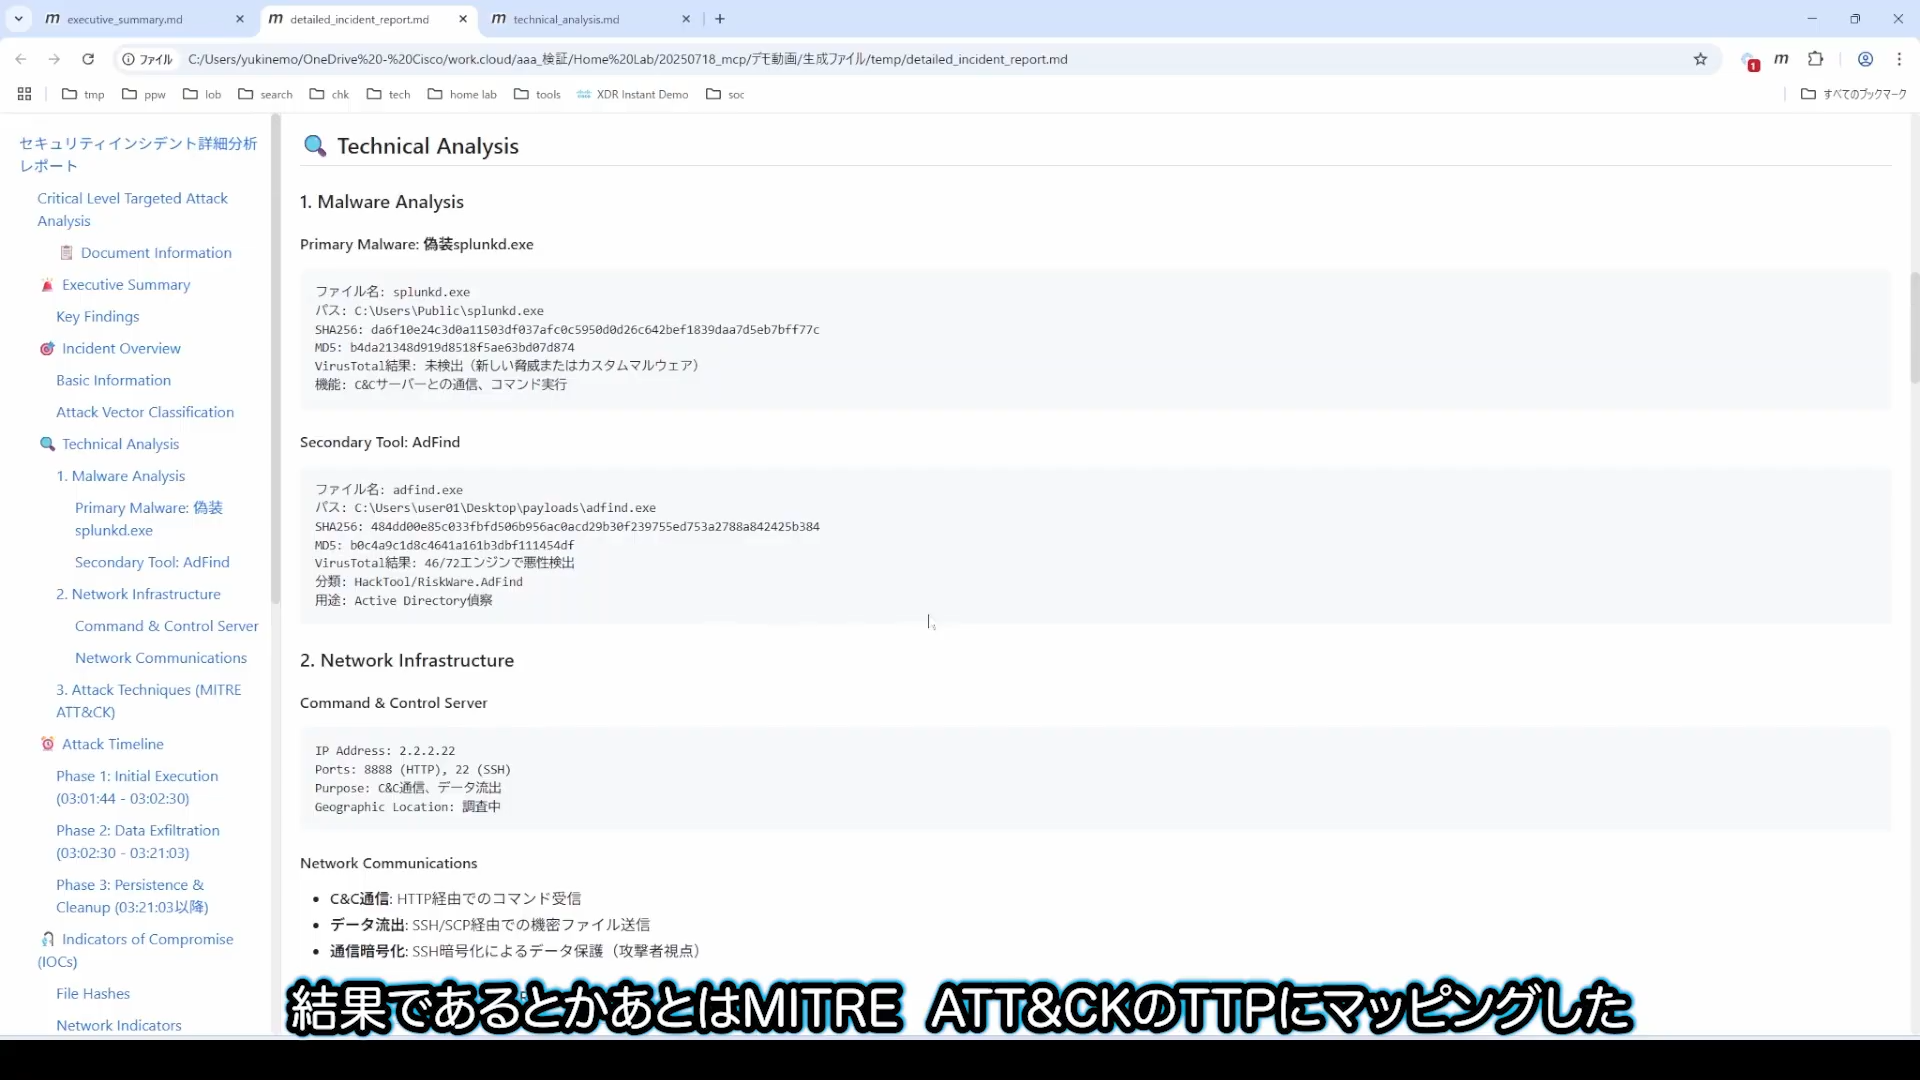 executive_summary.md
detailed_incident_report.md
technical_analysis.md
ファイル
C:/Users/yukinemo/OneDrive%20-%20Cisco/work.cloud/aaa_検証/Home%20Lab/20250718_mcp/デモ動画/生成ファイル/temp/detailed_incident_report.md
1
tmp
ppw
lob
search
chk
tech
home lab
tools
XDR Instant Demo
soc
すべてのブックマーク
セキュリティインシデント詳細分析
レポート
Critical Level Targeted Attack
Analysis
Document Information
Executive Summary
Key Findings
Incident Overview
Basic Information
Attack Vector Classification
Technical Analysis
1. Malware Analysis
Primary Malware: 偽装
splunkd.exe
Secondary Tool: AdFind
2. Network Infrastructure
Command & Control Server
Network Communications
3. Attack Techniques (MITRE
ATT&CK)
Attack Timeline
Phase 1: Initial Execution
(03:01:44 - 03:02:30)
Phase 2: Data Exfiltration
(03:02:30 - 03:21:03)
Phase 3: Persistence &
Cleanup (03:21:03以降)
Indicators of Compromise
(IOCs)
File Hashes
Network Indicators
Technical Analysis
1. Malware Analysis
Primary Malware: 偽装splunkd.exe
ファイル名: splunkd.exe
パス: C:\Users\Public\splunkd.exe
SHA256: da6f10e24c3d0a11503df037afc0c5950d0d26c642bef1839daa7d5eb7bff77c
MD5: b4da21348d919d8518f5ae63bd07d874
VirusTotal結果: 未検出（新しい脅威またはカスタムマルウェア）
機能: C&Cサーバーとの通信、コマンド実行
Secondary Tool: AdFind
ファイル名: adfind.exe
パス: C:\Users\user01\Desktop\payloads\adfind.exe
SHA256: 484dd00e85c033fbfd506b956ac0acd29b30f239755ed753a2788a842425b384
MD5: b0c4a9c1d8c4641a161b3dbf111454df
VirusTotal結果: 46/72エンジンで悪性検出
分類: HackTool/RiskWare.AdFind
用途: Active Directory偵察
2. Network Infrastructure
Command & Control Server
IP Address: 2.2.2.22
Ports: 8888 (HTTP), 22 (SSH)
Purpose: C&C通信、データ流出
Geographic Location: 調査中
Network Communications
C&C通信: HTTP経由でのコマンド受信
データ流出: SSH/SCP経由での機密ファイル送信
通信暗号化: SSH暗号化によるデータ保護（攻撃者視点）
結果であるとかあとはMITRE ATT&CKのTTPにマッピングした